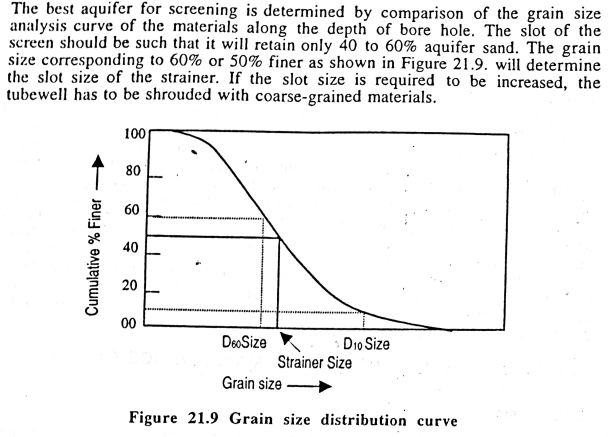 The best aquifer for screening is determined by comparison of the grain size
analysis curve of the materials along the depth of bore hole. The slot of the
screen should be such that it will retain only 40 to 60% aquifer sand. The grain
size corresponding to 60% or 50% finer as shown in Figure 21.9. will determine
the slot size of the strainer. If the slot size is required to be increased, the
tubewell has to be shrouded with coarse-grained materials.
100
80
60
40
20
00
Cumulative % Finer
D60Size
D10 Size
Strainer Size
Grain size
Figure 21.9 Grain size distribution curve